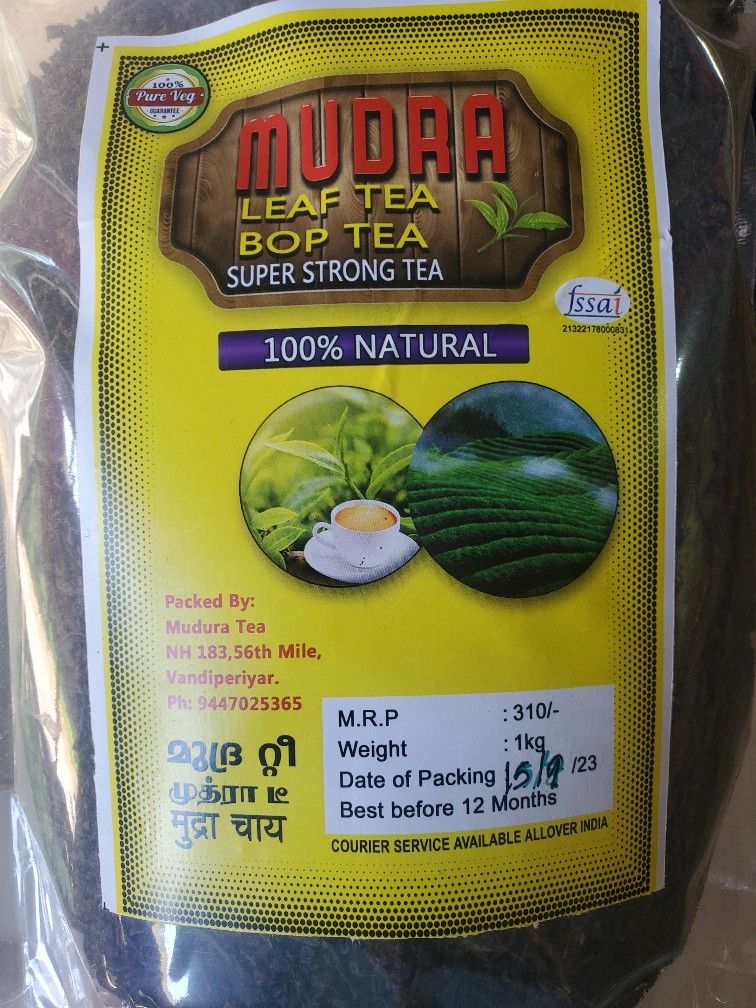 100%
Pure Veg
GUARANTEE
MUDRA
LEAF TEA
BOP TEA
SUPER STRONG TEA
fssai
21322178000831
100% NATURAL
Packed By:
Mudura Tea
NH 183,56th Mile,
Vandiperiyar.
Ph: 9447025365
M.R.P : 310/-
Weight : 1kg
Date of Packing 15/9 /23
Best before 12 Months
മുദ്ര റ്റീ
முத்ரா டீ
मुद्रा चाय
COURIER SERVICE AVAILABLE ALLOVER INDIA